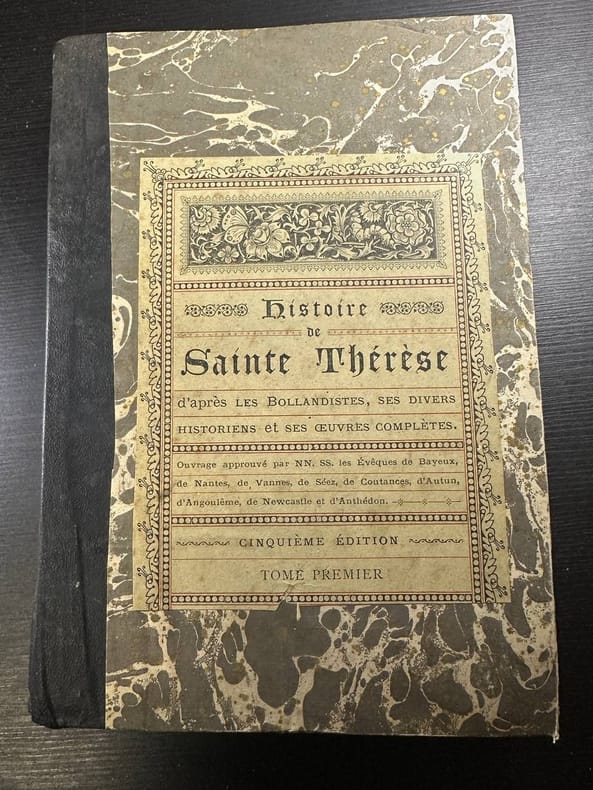 Histoire
de
Sainte Thérèse
d'après LES BOLLANDISTES, SES DIVERS
HISTORIENS et SES ŒUVRES COMPLÈTES.
Ouvrage approuvé par NN. SS. les Évêques de Bayeux,
de Nantes, de Vannes, de Séez, de Coutances, d'Autun,
d'Angoulême, de Newcastle et d'Anthédon.
CINQUIÈME ÉDITION
TOME PREMIER